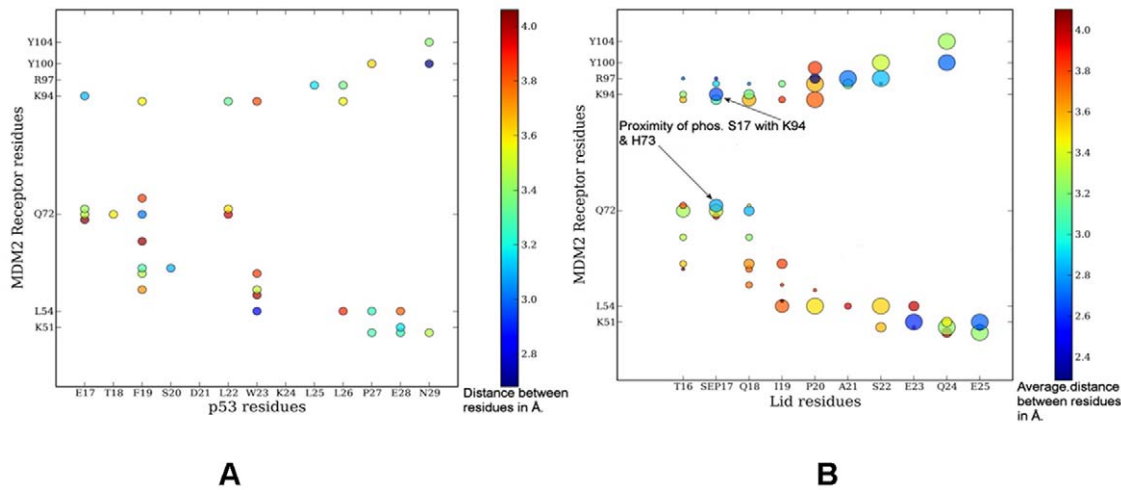 Y104
Y100
R97
K94
Q72
L54
K51
MDM2 Receptor residues
E17 T18 F19 S20 D21 L22 W23 K24 L25 L26 P27 E28 N29
p53 residues
4.0
3.8
3.6
3.4
3.2
3.0
2.8
Distance between
residues in Å.
A
Y104
Y100
R97
K94
Q72
L54
K51
MDM2 Receptor residues
Proximity of phos. S17 with K94
& H73
T16 SEP17 Q18 I19 P20 A21 S22 E23 Q24 E25
Lid residues
4.0
3.8
3.6
3.4
3.2
3.0
2.8
2.6
2.4
Average.distance
between residues
in Å.
B